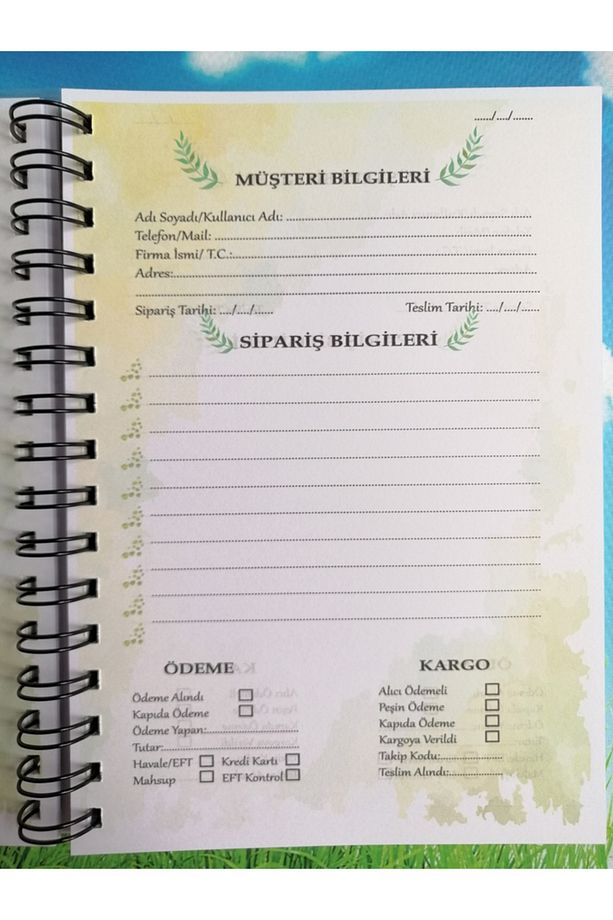 ....../..../.......
MÜŞTERİ BİLGİLERİ
Adı Soyadı/Kullanıcı Adı: ........................
Telefon/Mail: ........................
Firma İsmi/ T.C.:........................
Adres:........................
........................
Sipariş Tarihi: ..../..../...... Teslim Tarihi: ..../..../......
SİPARİŞ BİLGİLERİ
ÖDEME
Ödeme Alındı
Kapıda Ödeme
Ödeme Yapan:........................
Tutar:........................
Havale/EFT Kredi Kartı
Mahsup EFT Kontrol
KARGO
Alıcı Ödemeli
Peşin Ödeme
Kapıda Ödeme
Kargoya Verildi
Takip Kodu:..................
Teslim Alındı:..................